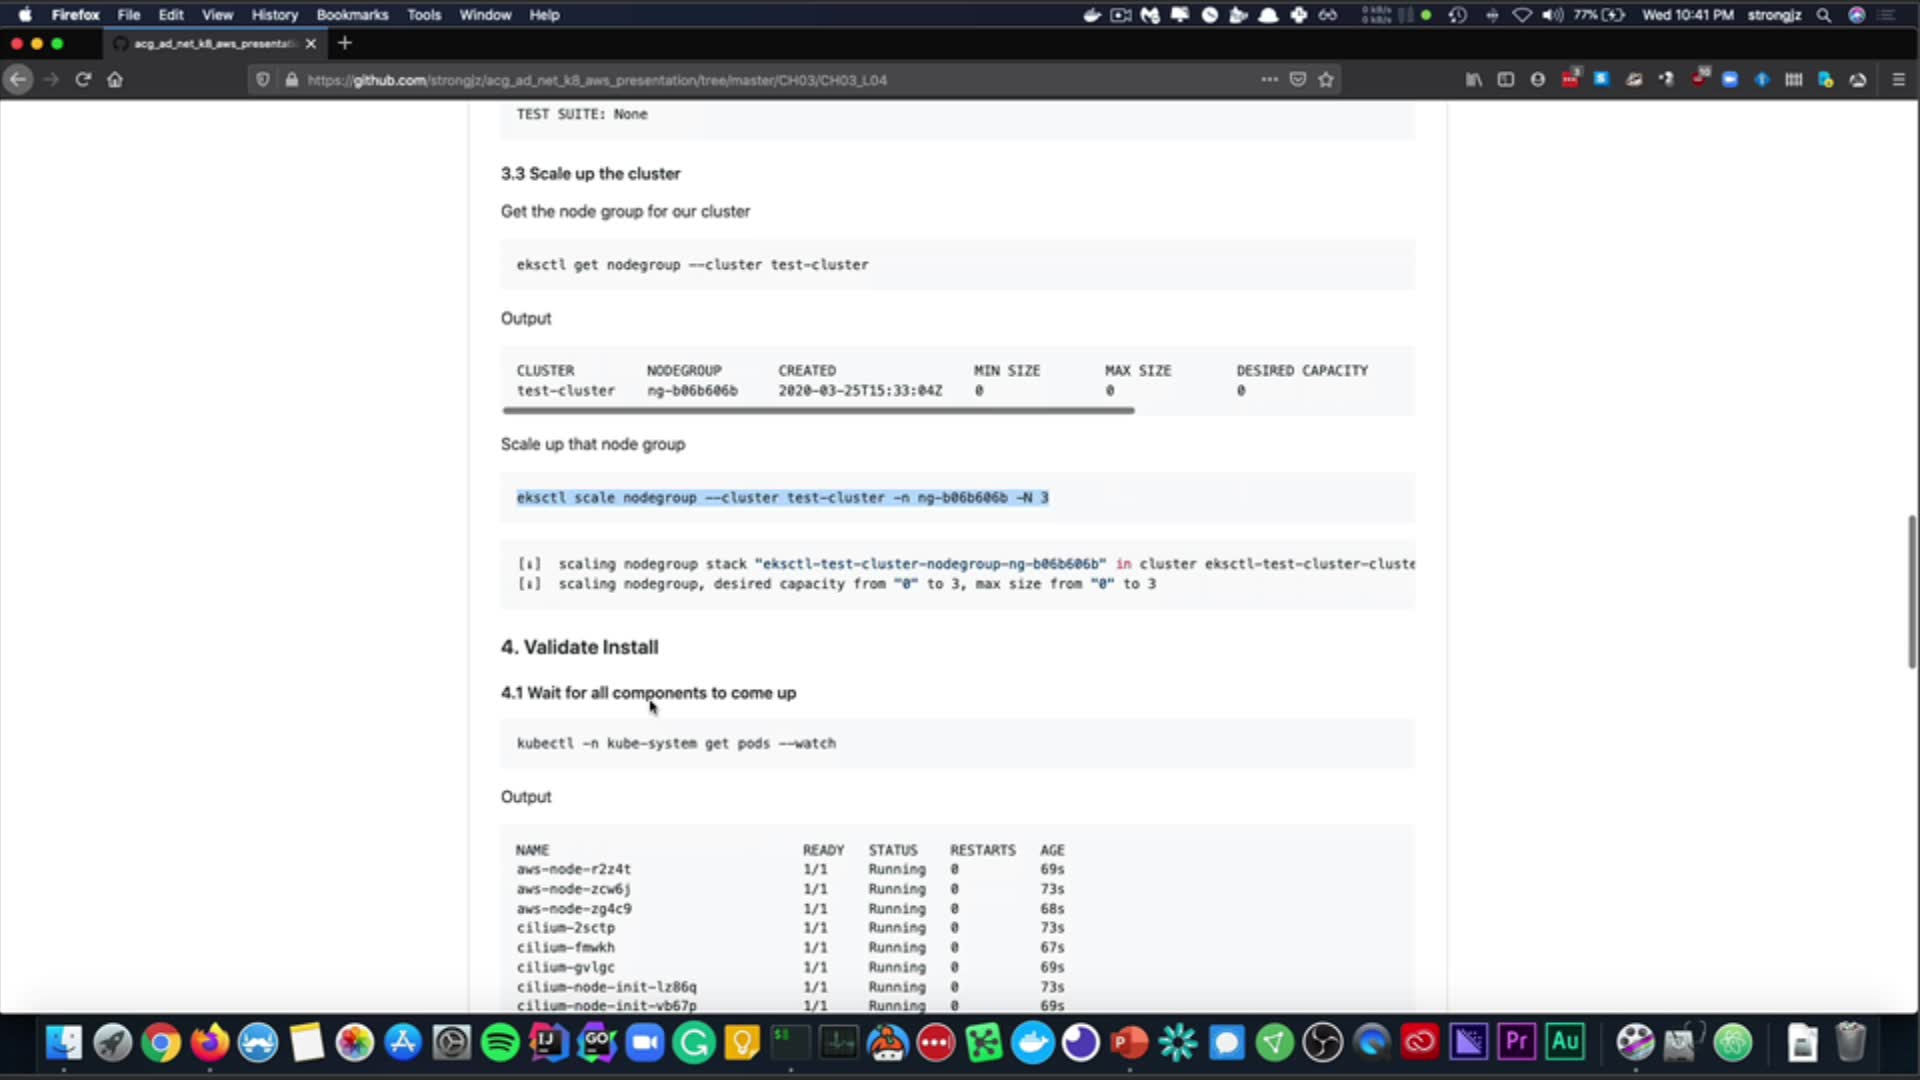 Firefox File Edit View History Bookmarks Tools Window Help 77% Wed 10:41 PM strongjz
acg_ad_net_k8_aws_presentati
https://github.com/strongjz/acg_ad_net_k8_aws_presentation/tree/master/CH03/CH03_L04
TEST SUITE: None
3.3 Scale up the cluster
Get the node group for our cluster
eksctl get nodegroup --cluster test-cluster
Output
CLUSTER NODEGROUP CREATED MIN SIZE MAX SIZE DESIRED CAPACITY
test-cluster ng-b06b606b 2020-03-25T15:33:04Z 0 0 0
Scale up that node group
eksctl scale nodegroup --cluster test-cluster -n ng-b06b606b -N 3
[ℹ] scaling nodegroup stack "eksctl-test-cluster-nodegroup-ng-b06b606b" in cluster eksctl-test-cluster-cluste
[ℹ] scaling nodegroup, desired capacity from "0" to 3, max size from "0" to 3
4. Validate Install
4.1 Wait for all components to come up
kubectl -n kube-system get pods --watch
Output
NAME READY STATUS RESTARTS AGE
aws-node-r2z4t 1/1 Running 0 69s
aws-node-zcw6j 1/1 Running 0 73s
aws-node-zg4c9 1/1 Running 0 68s
cilium-2sctp 1/1 Running 0 73s
cilium-fmwkh 1/1 Running 0 67s
cilium-gvlgc 1/1 Running 0 69s
cilium-node-init-lz86q 1/1 Running 0 73s
cilium-node-init-vb67p 1/1 Running 0 69s
IJ GO P Pr Au